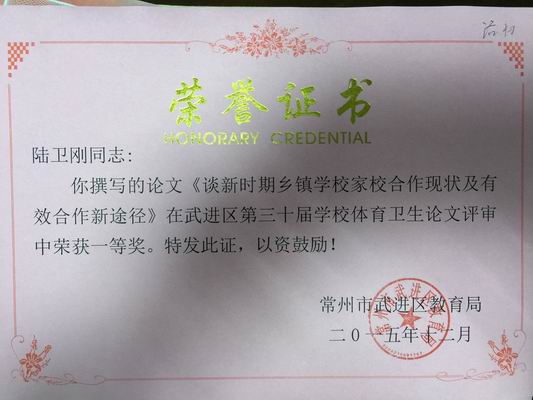 荣誉证书
HONORARY CREDENTIAL
陆卫刚同志:
你撰写的论文《谈新时期乡镇学校家校合作现状及有
效合作新途径》在武进区第三十届学校体育卫生论文评审
中荣获一等奖。特发此证，以资鼓励！
常州市武进区教育局
二〇一五年十二月